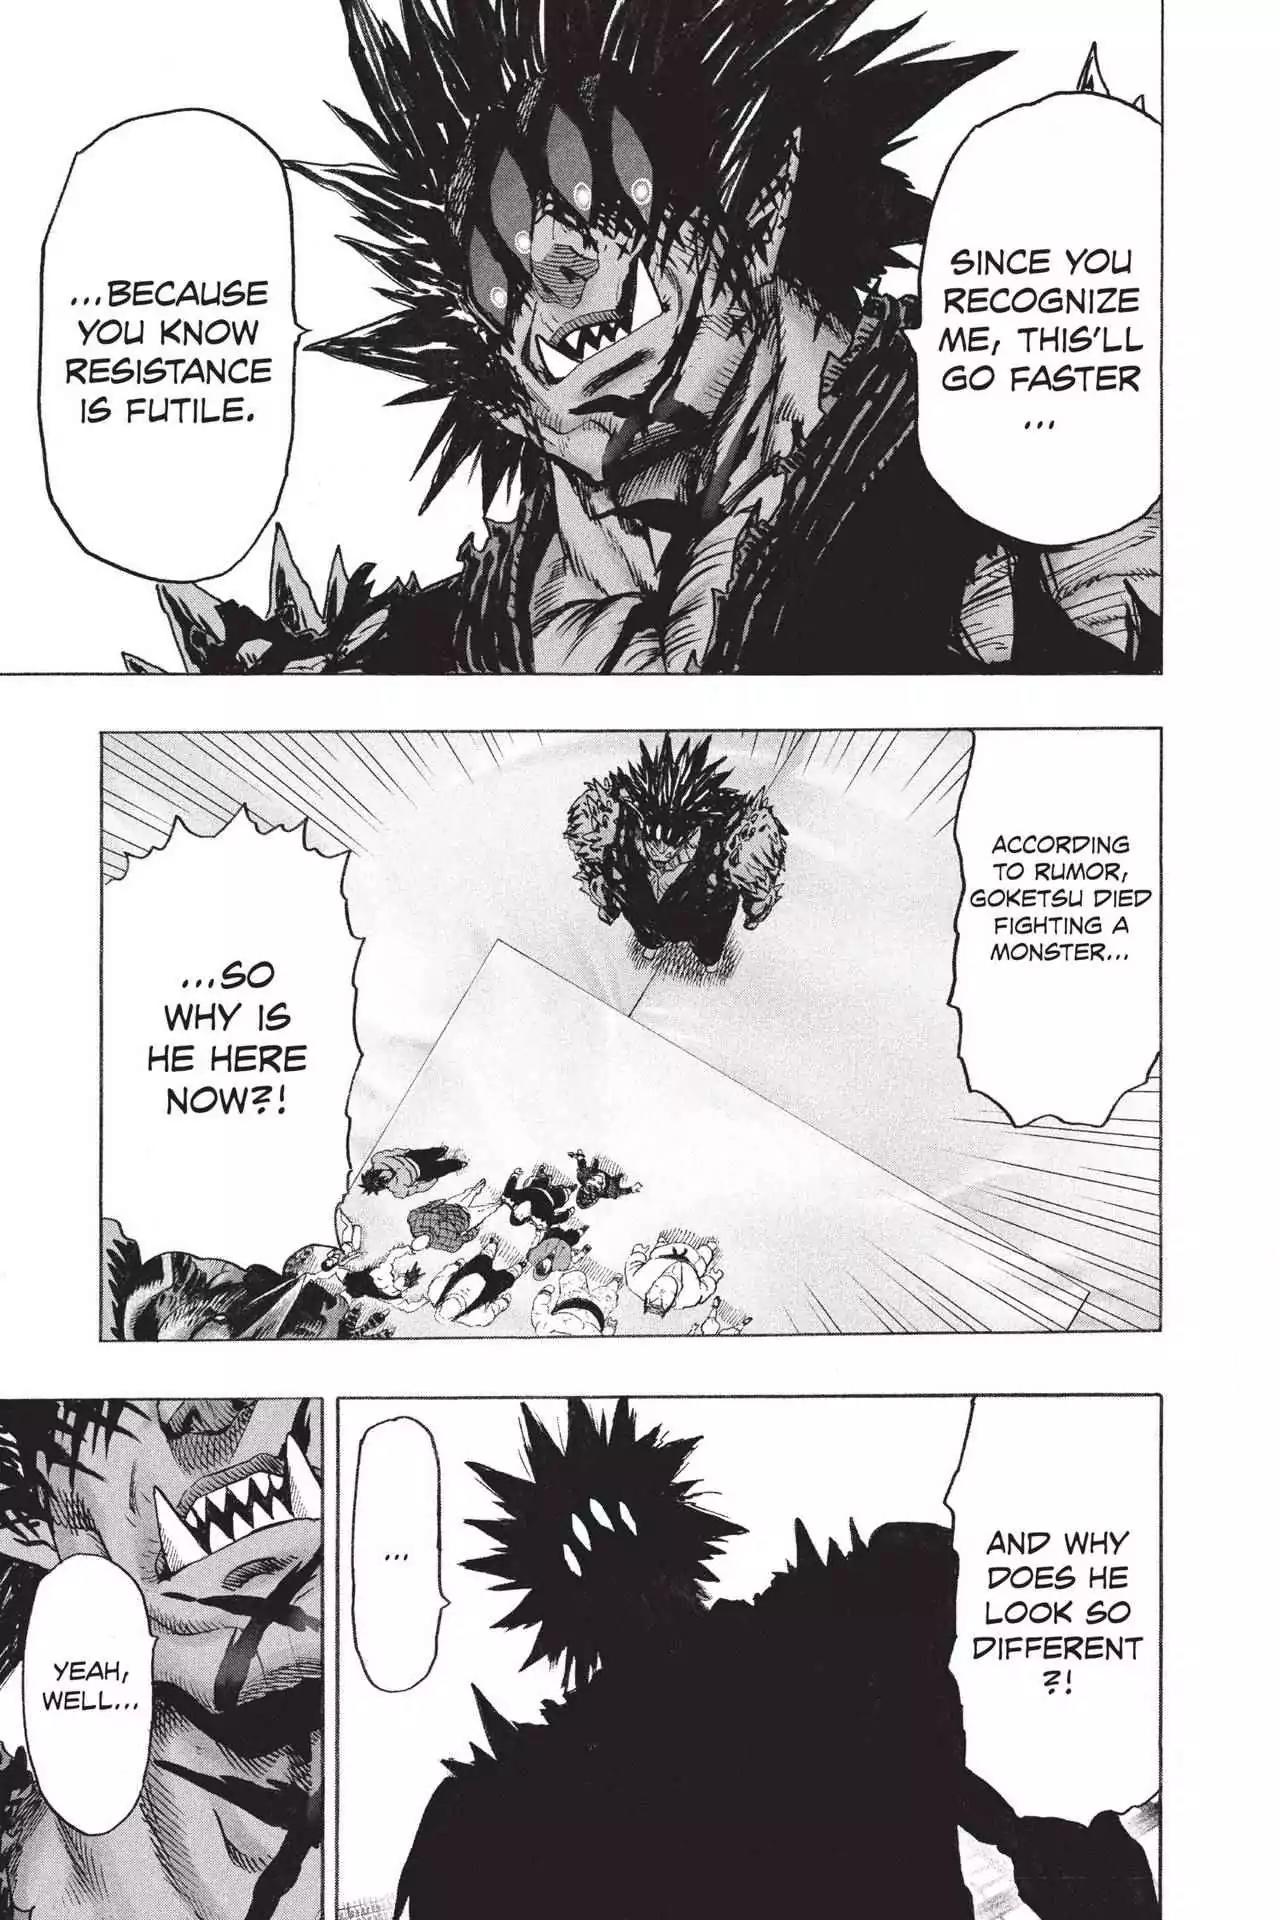 SINCE YOU
RECOGNIZE
ME, THIS'LL
GO FASTER
...
...BECAUSE
YOU KNOW
RESISTANCE
IS FUTILE.
ACCORDING
TO RUMOR,
GOKETSU DIED
FIGHTING A
MONSTER...
...SO
WHY IS
HE HERE
NOW?!
AND WHY
DOES HE
LOOK SO
DIFFERENT
?!
...
YEAH,
WELL...